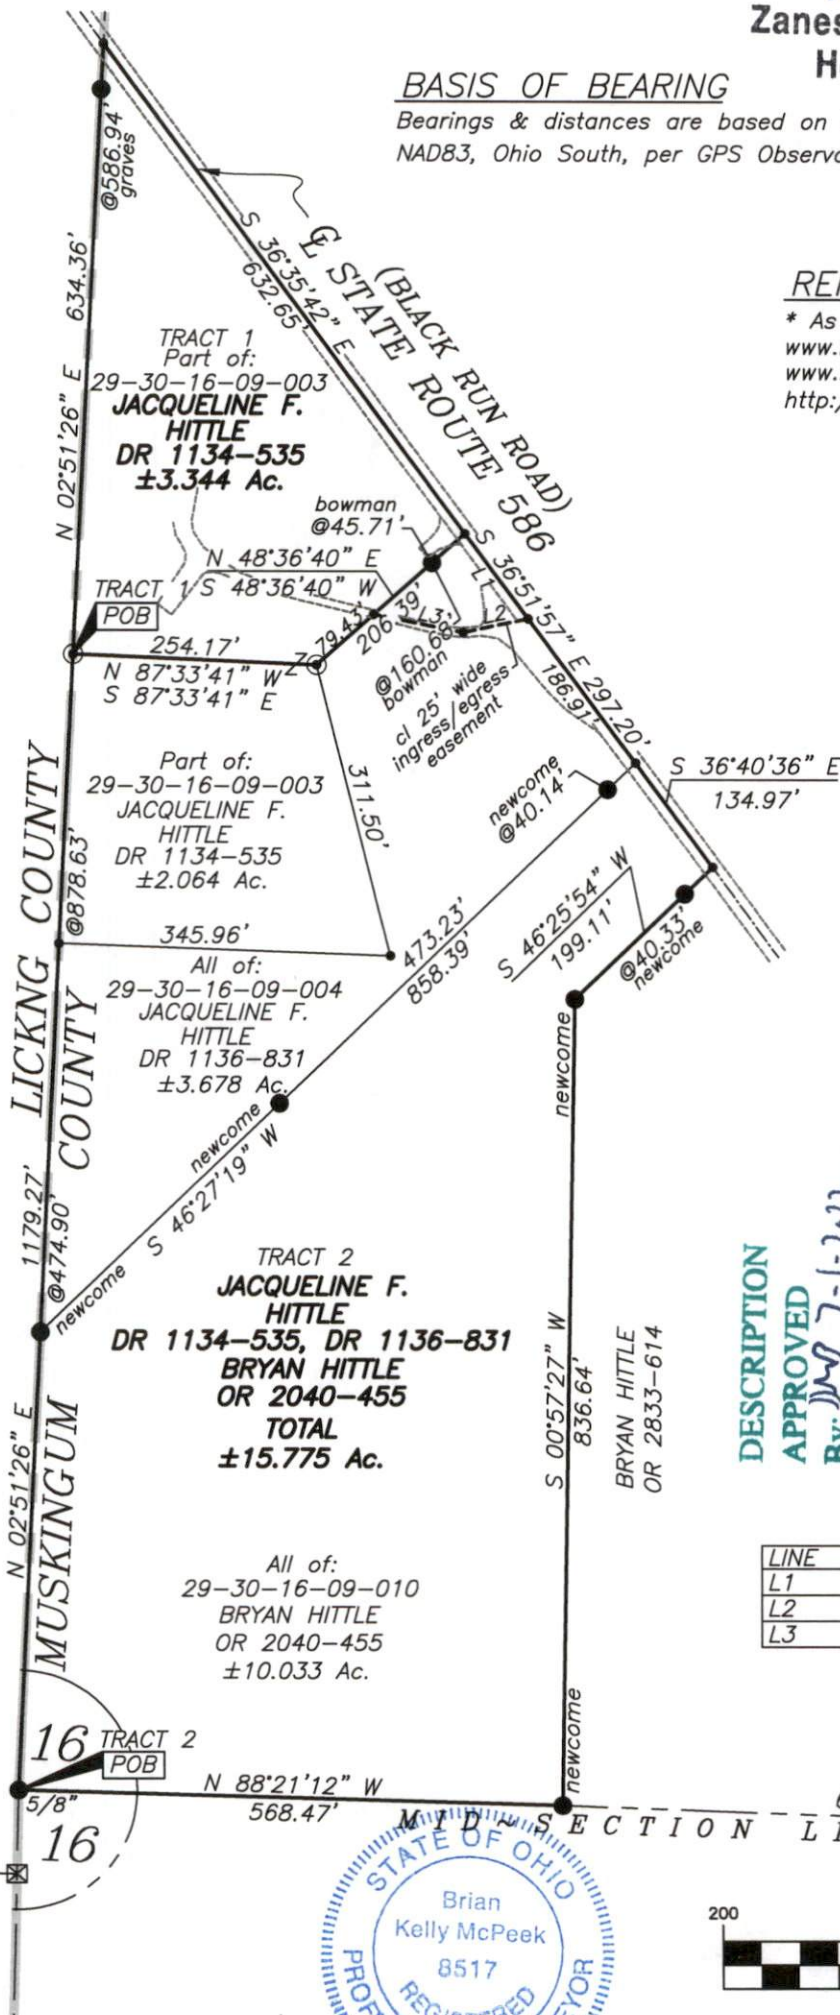 Zanes
H
BASIS OF BEARING
Bearings & distances are based on
NAD83, Ohio South, per GPS Observa
@586.94'
graves
S 36°35'42" E
632.65'
℄ STATE ROUTE 586
(BLACK RUN ROAD)
REF
* As
www.
www.
http:/
N 02°51'26" E 634.36'
TRACT 1
Part of:
29-30-16-09-003
JACQUELINE F.
HITTLE
DR 1134-535
±3.344 Ac.
bowman
@45.71'
N 48°36'40" E
S 48°36'40" W
TRACT 1
POB
79.43'
206.39'
L3
L1
L2
S 36°51'57" E 297.20'
186.91'
254.17'
N 87°33'41" W
S 87°33'41" E
@160.68'
bowman
cl 25' wide
ingress/egress
easement
Part of:
29-30-16-09-003
JACQUELINE F.
HITTLE
DR 1134-535
±2.064 Ac.
311.50'
newcome
@40.14'
S 36°40'36" E
134.97'
@878.63'
345.96'
473.23'
858.39'
S 46°25'54" W
199.11'
@40.33'
newcome
All of:
29-30-16-09-004
JACQUELINE F.
HITTLE
DR 1136-831
±3.678 Ac.
newcome
newcome
S 46°27'19" W
LICKNG COUNTY
MUSKINGUM COUNTY
1179.27'
@474.90'
newcome
N 02°51'26" E
TRACT 2
JACQUELINE F.
HITTLE
DR 1134-535, DR 1136-831
BRYAN HITTLE
OR 2040-455
TOTAL
±15.775 Ac.
S 00°57'27" W
836.64'
BRYAN HITTLE
OR 2833-614
DESCRIPTION
APPROVED
By:
7-1-2022
All of:
29-30-16-09-010
BRYAN HITTLE
OR 2040-455
±10.033 Ac.
LINE
L1
L2
L3
newcome
16
TRACT 2
POB
5/8"
16
N 88°21'12" W
568.47'
MID~SECTION LI
STATE OF OHIO
Brian
Kelly McPeek
8517
REGISTERED
PROF
YOR
200